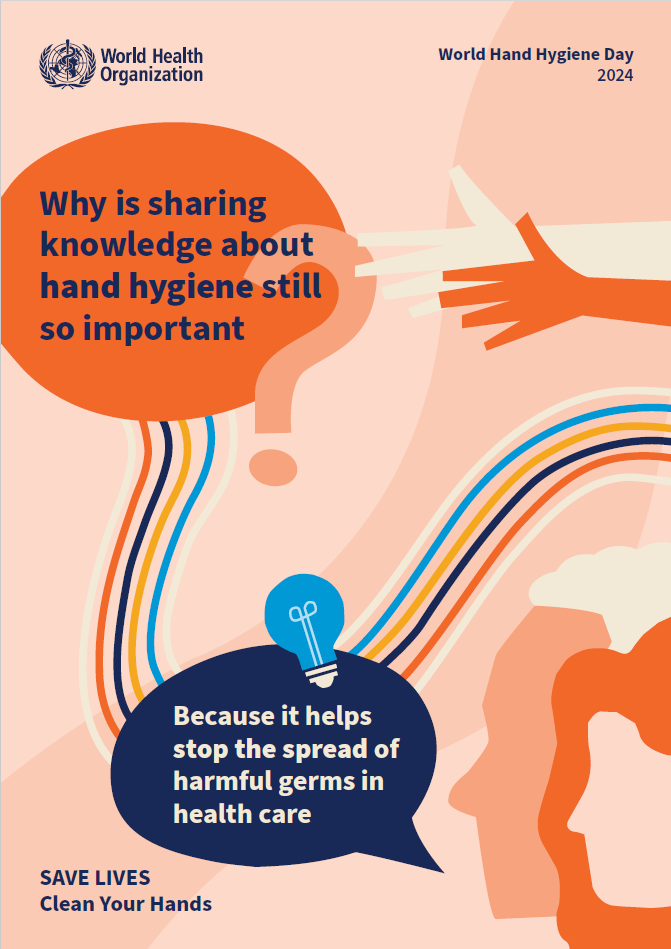 World Health
Organization
World Hand Hygiene Day
2024
Why is sharing
knowledge about
hand hygiene still
so important
?
Because it helps
stop the spread of
harmful germs in
health care
SAVE LIVES
Clean Your Hands